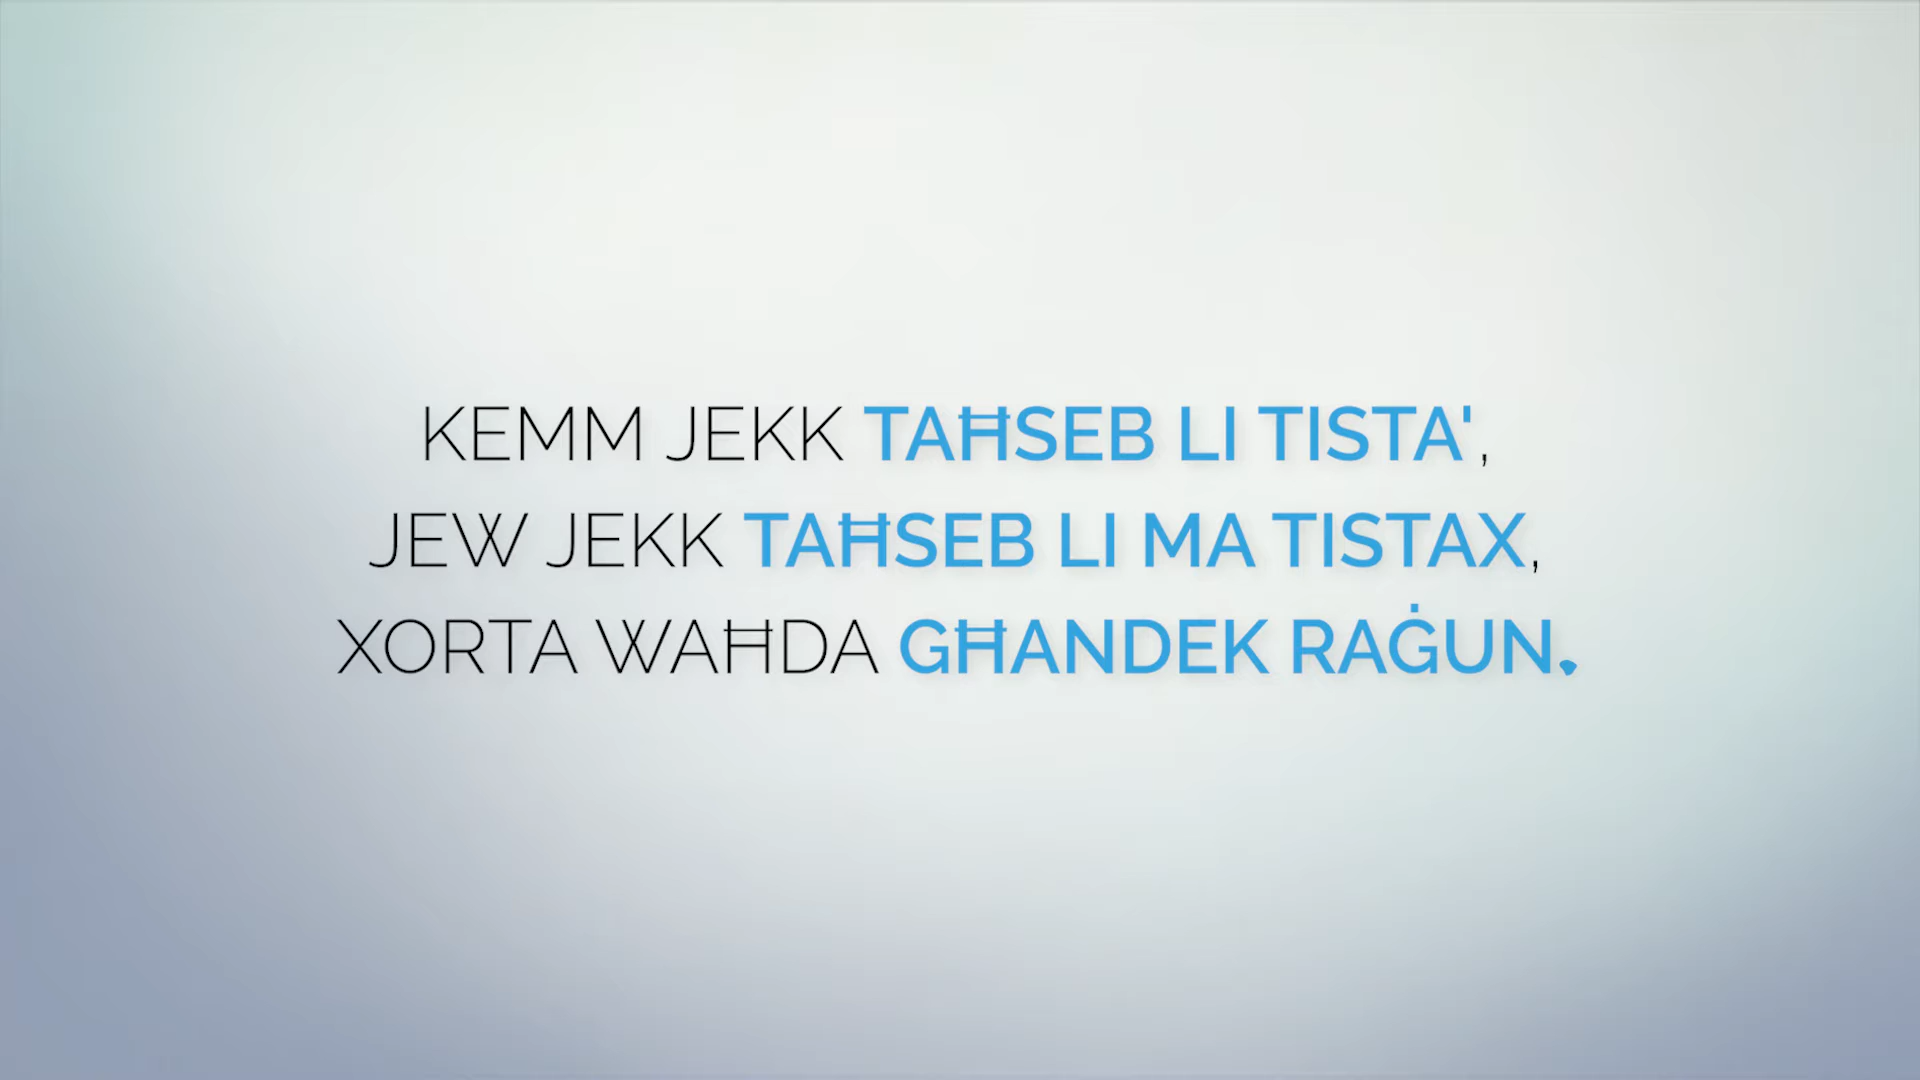 KEMM JEKK TAĦSEB LI TISTA',
JEW JEKK TAĦSEB LI MA TISTAX,
XORTA WAĦDA GĦANDEK RAĠUN.